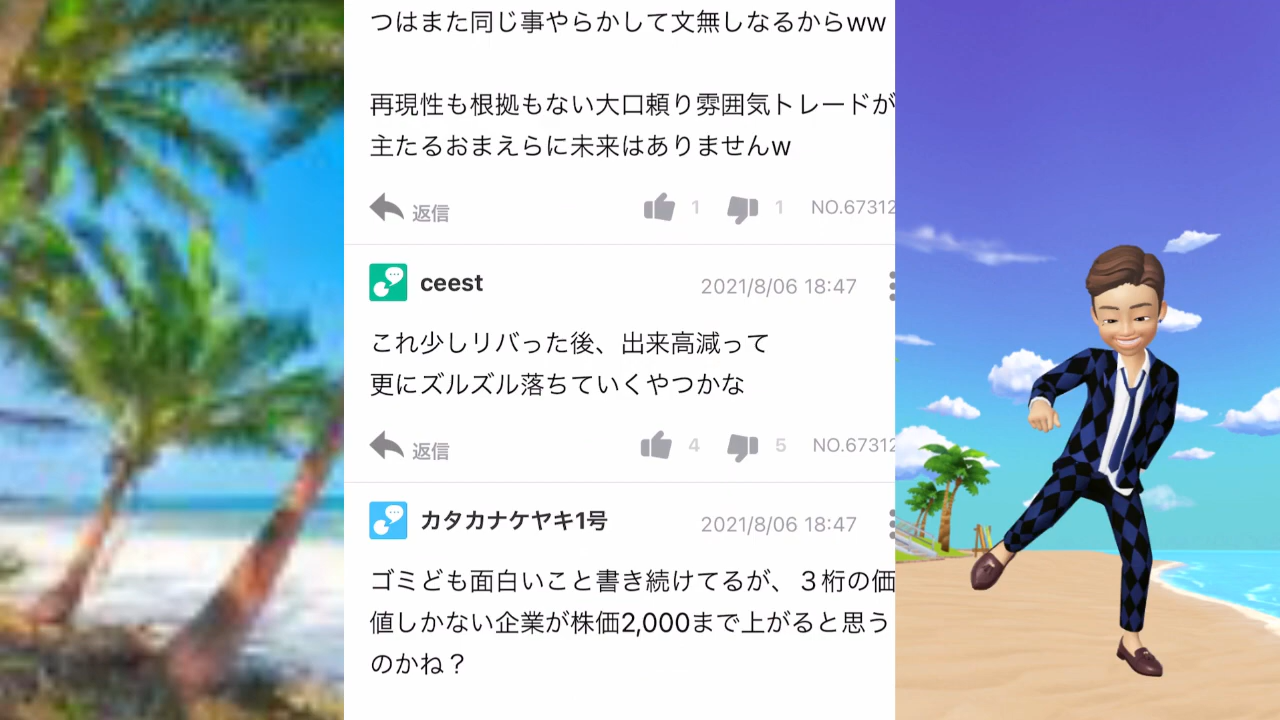 つはまた同じ事やらかして文無しなるからww
再現性も根拠もない大口頼り雰囲気トレードが
主たるおまえらに未来はありませんw
返信 1 1 NO.67312
ceest 2021/8/06 18:47
これ少しリバった後、出来高減って
更にズルズル落ちていくやつかな
返信 4 5 NO.67312
カタカナケヤキ1号 2021/8/06 18:47
ゴミども面白いこと書き続けてるが、３桁の価
値しかない企業が株価2,000まで上がると思う
のかね？